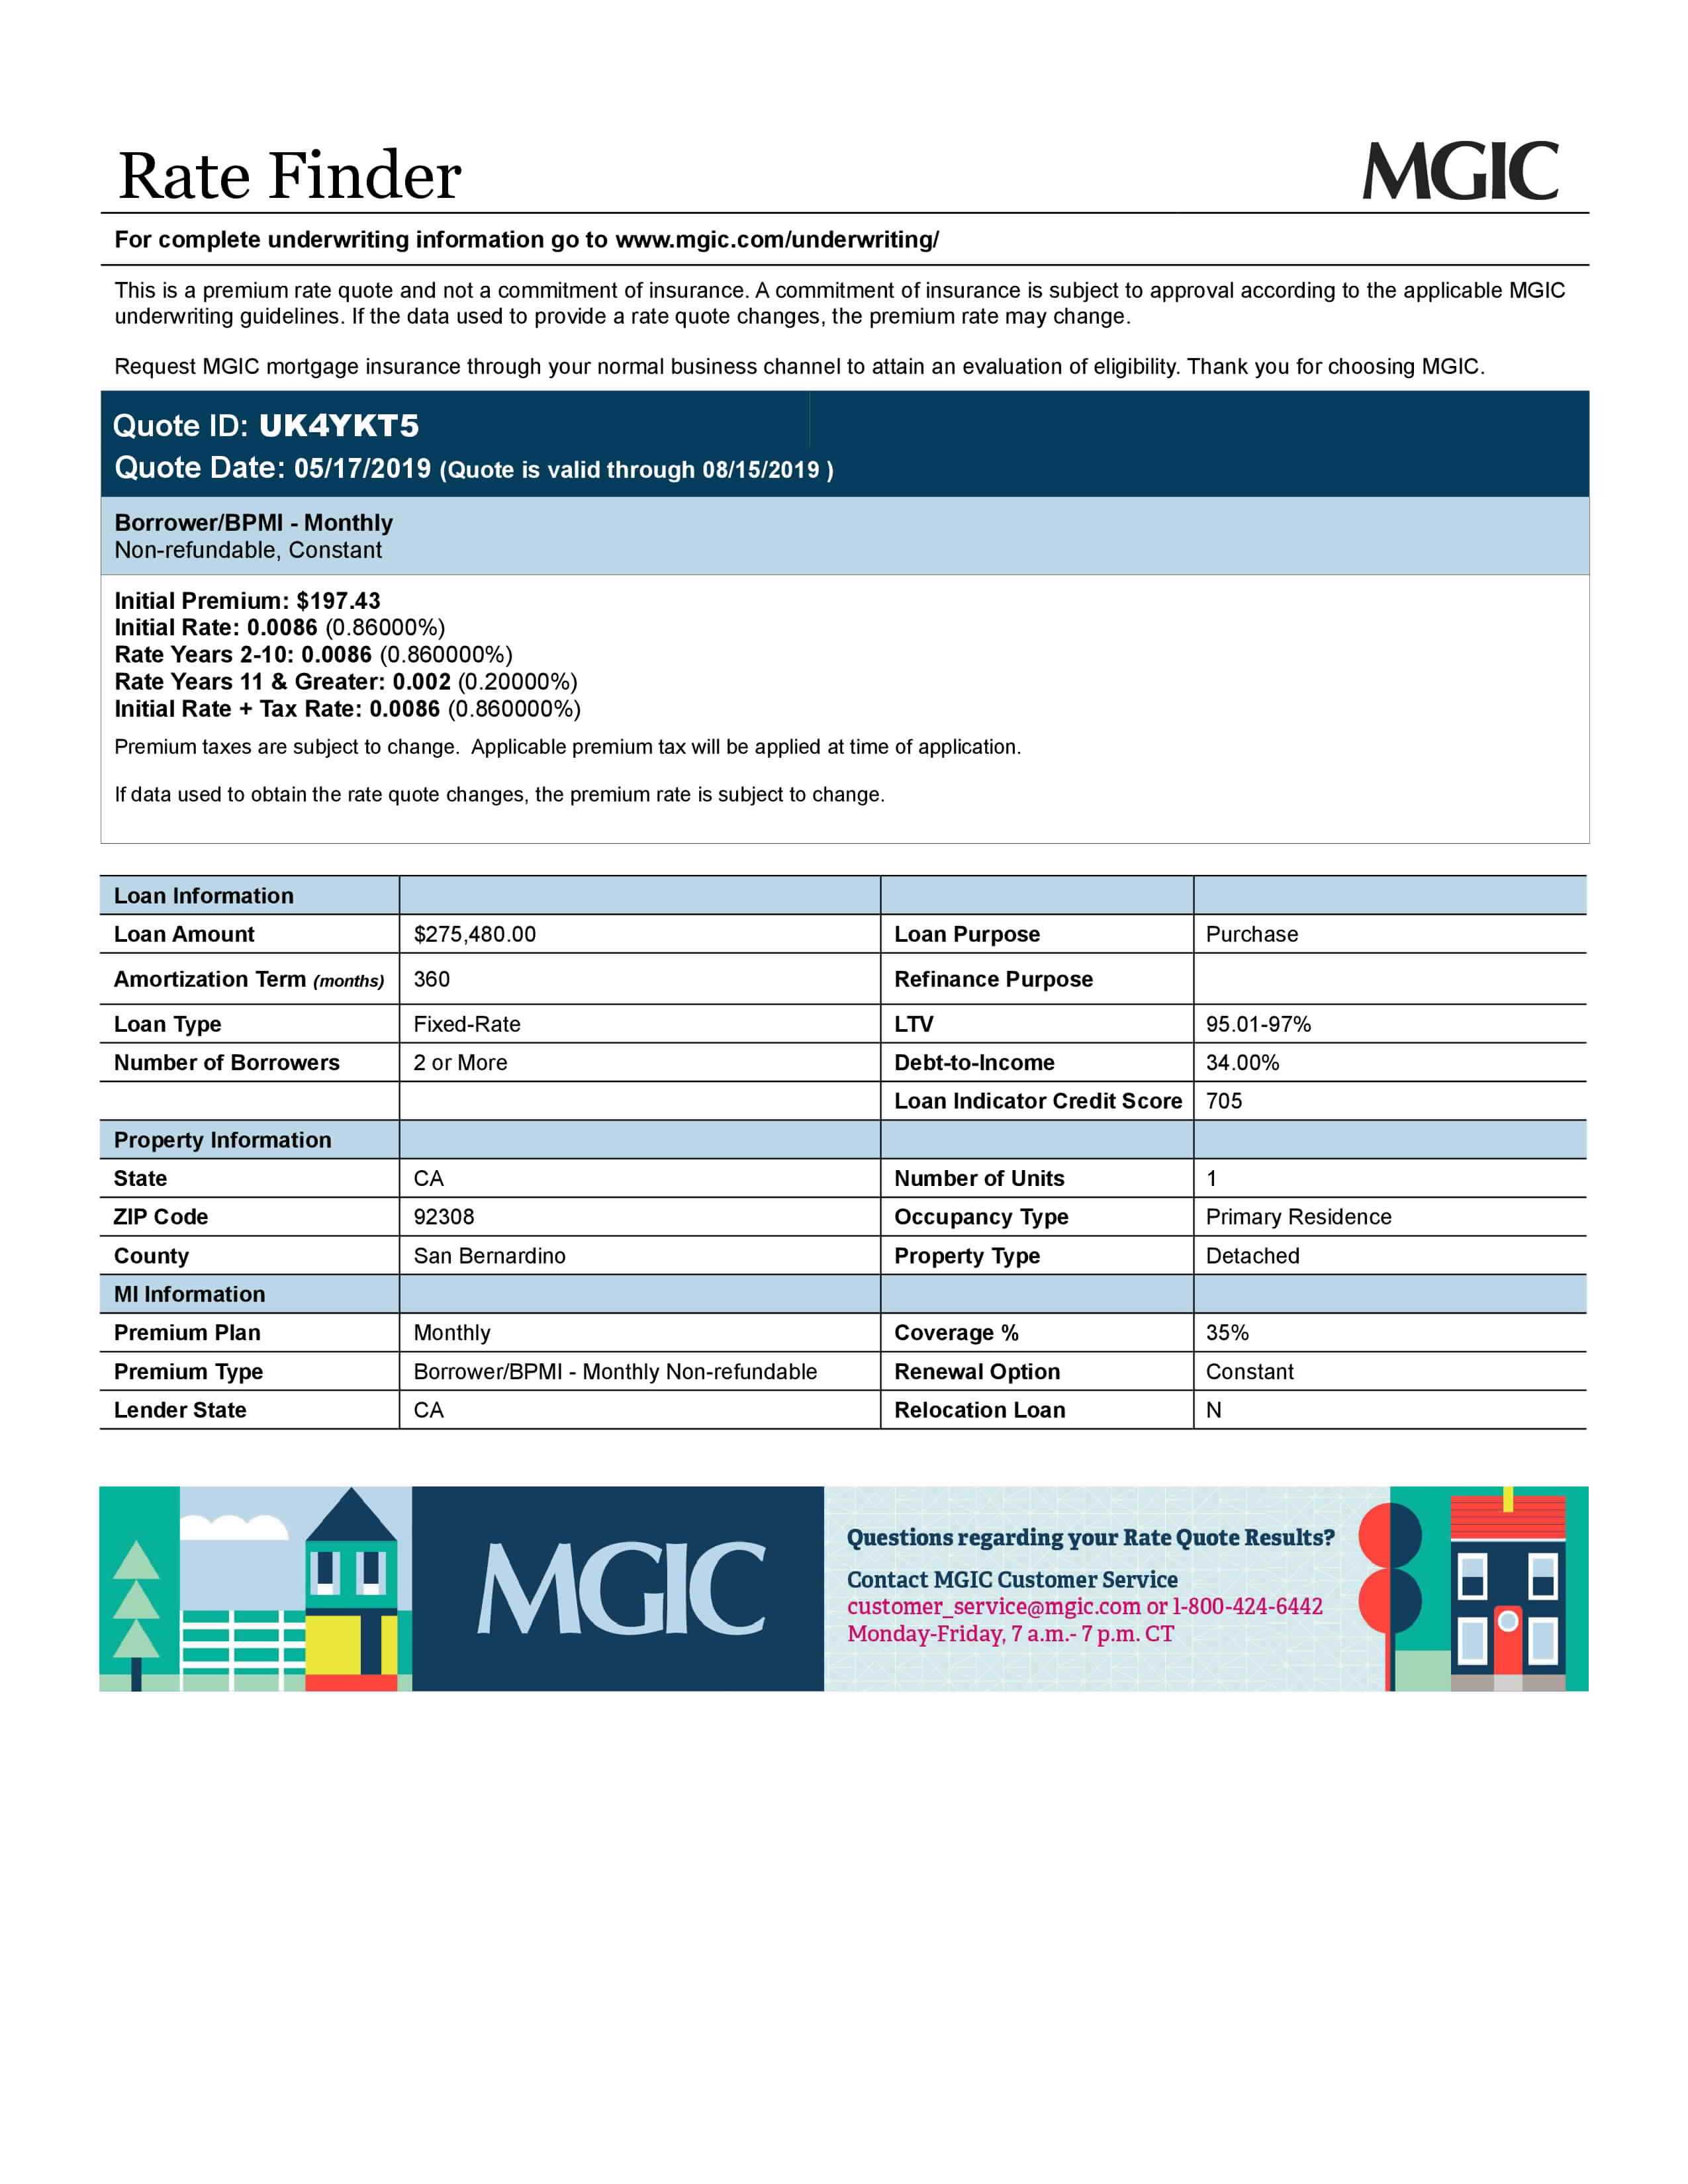 Rate Finder
MGIC
For complete underwriting information go to www.mgic.com/underwriting/
This is a premium rate quote and not a commitment of insurance. A commitment of insurance is subject to approval according to the applicable MGIC
underwriting guidelines. If the data used to provide a rate quote changes, the premium rate may change.
Request MGIC mortgage insurance through your normal business channel to attain an evaluation of eligibility. Thank you for choosing MGIC.
Quote ID: UK4YKT5
Quote Date: 05/17/2019 (Quote is valid through 08/15/2019 )
Borrower/BPMI - Monthly
Non-refundable, Constant
Initial Premium: $197.43
Initial Rate: 0.0086 (0.86000%)
Rate Years 2-10: 0.0086 (0.860000%)
Rate Years 11 & Greater: 0.002 (0.20000%)
Initial Rate + Tax Rate: 0.0086 (0.860000%)
Premium taxes are subject to change. Applicable premium tax will be applied at time of application.
If data used to obtain the rate quote changes, the premium rate is subject to change.
Loan Information
Loan Amount $275,480.00 Loan Purpose Purchase
Amortization Term (months) 360 Refinance Purpose
Loan Type Fixed-Rate LTV 95.01-97%
Number of Borrowers 2 or More Debt-to-Income 34.00%
Loan Indicator Credit Score 705
Property Information
State CA Number of Units 1
ZIP Code 92308 Occupancy Type Primary Residence
County San Bernardino Property Type Detached
MI Information
Premium Plan Monthly Coverage % 35%
Premium Type Borrower/BPMI - Monthly Non-refundable Renewal Option Constant
Lender State CA Relocation Loan N
MGIC
Questions regarding your Rate Quote Results?
Contact MGIC Customer Service
customer_service@mgic.com or 1-800-424-6442
Monday-Friday, 7 a.m.- 7 p.m. CT